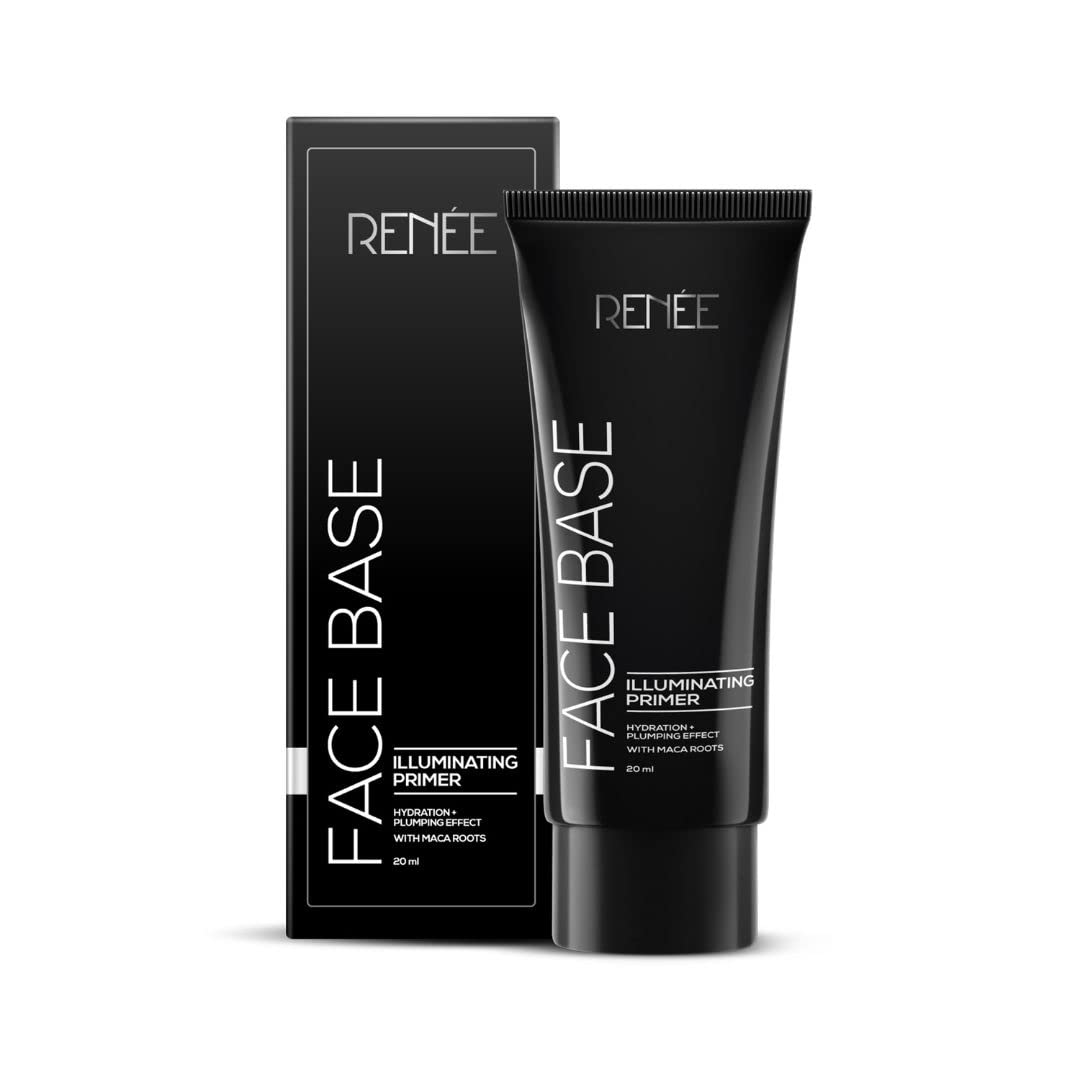 RENÉE
FACE BASE
ILLUMINATING
PRIMER
HYDRATION +
PLUMPING EFFECT
WITH MACA ROOTS
20 ml
RENÉE
FACE BASE
ILLUMINATING
PRIMER
HYDRATION +
PLUMPING EFFECT
WITH MACA ROOTS
20 ml